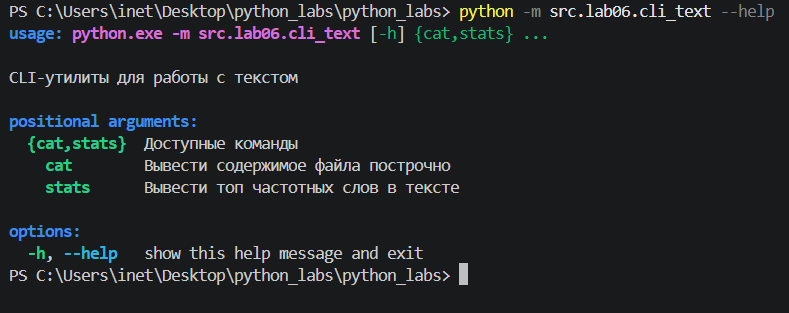 PS C:\Users\inet\Desktop\python_labs\python_labs> python -m src.lab06.cli_text --help
usage: python.exe -m src.lab06.cli_text [-h] {cat,stats} ...
CLI-утилиты для работы с текстом
positional arguments:
{cat,stats} Доступные команды
cat Вывести содержимое файла построчно
stats Вывести топ частотных слов в тексте
options:
-h, --help show this help message and exit
PS C:\Users\inet\Desktop\python_labs\python_labs>